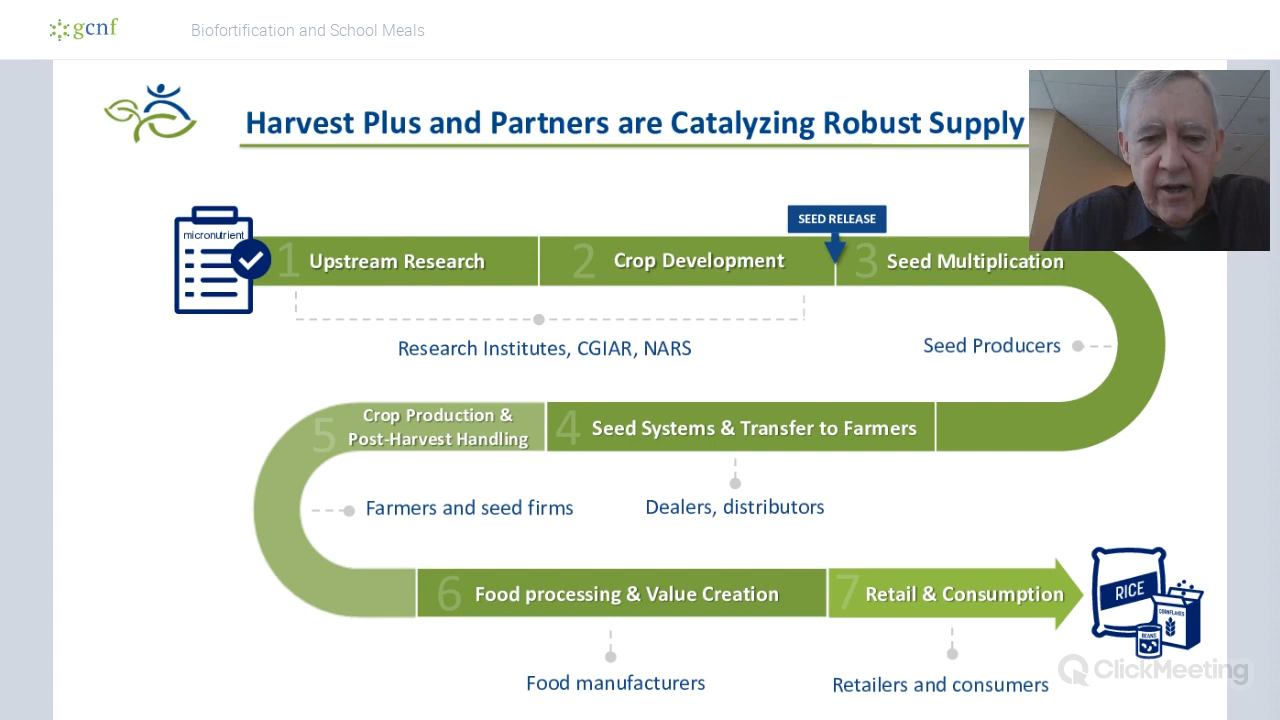 gcnf
Biofortification and School Meals
Harvest Plus and Partners are Catalyzing Robust Supply
micronutrient
SEED RELEASE
1 Upstream Research
2 Crop Development
3 Seed Multiplication
Research Institutes, CGIAR, NARS
Seed Producers
5 Crop Production &
Post-Harvest Handling
4 Seed Systems & Transfer to Farmers
Farmers and seed firms
Dealers, distributors
6 Food processing & Value Creation
7 Retail & Consumption
RICE
CORNFLAKES
BEANS
Food manufacturers
Retailers and consumers
ClickMeeting